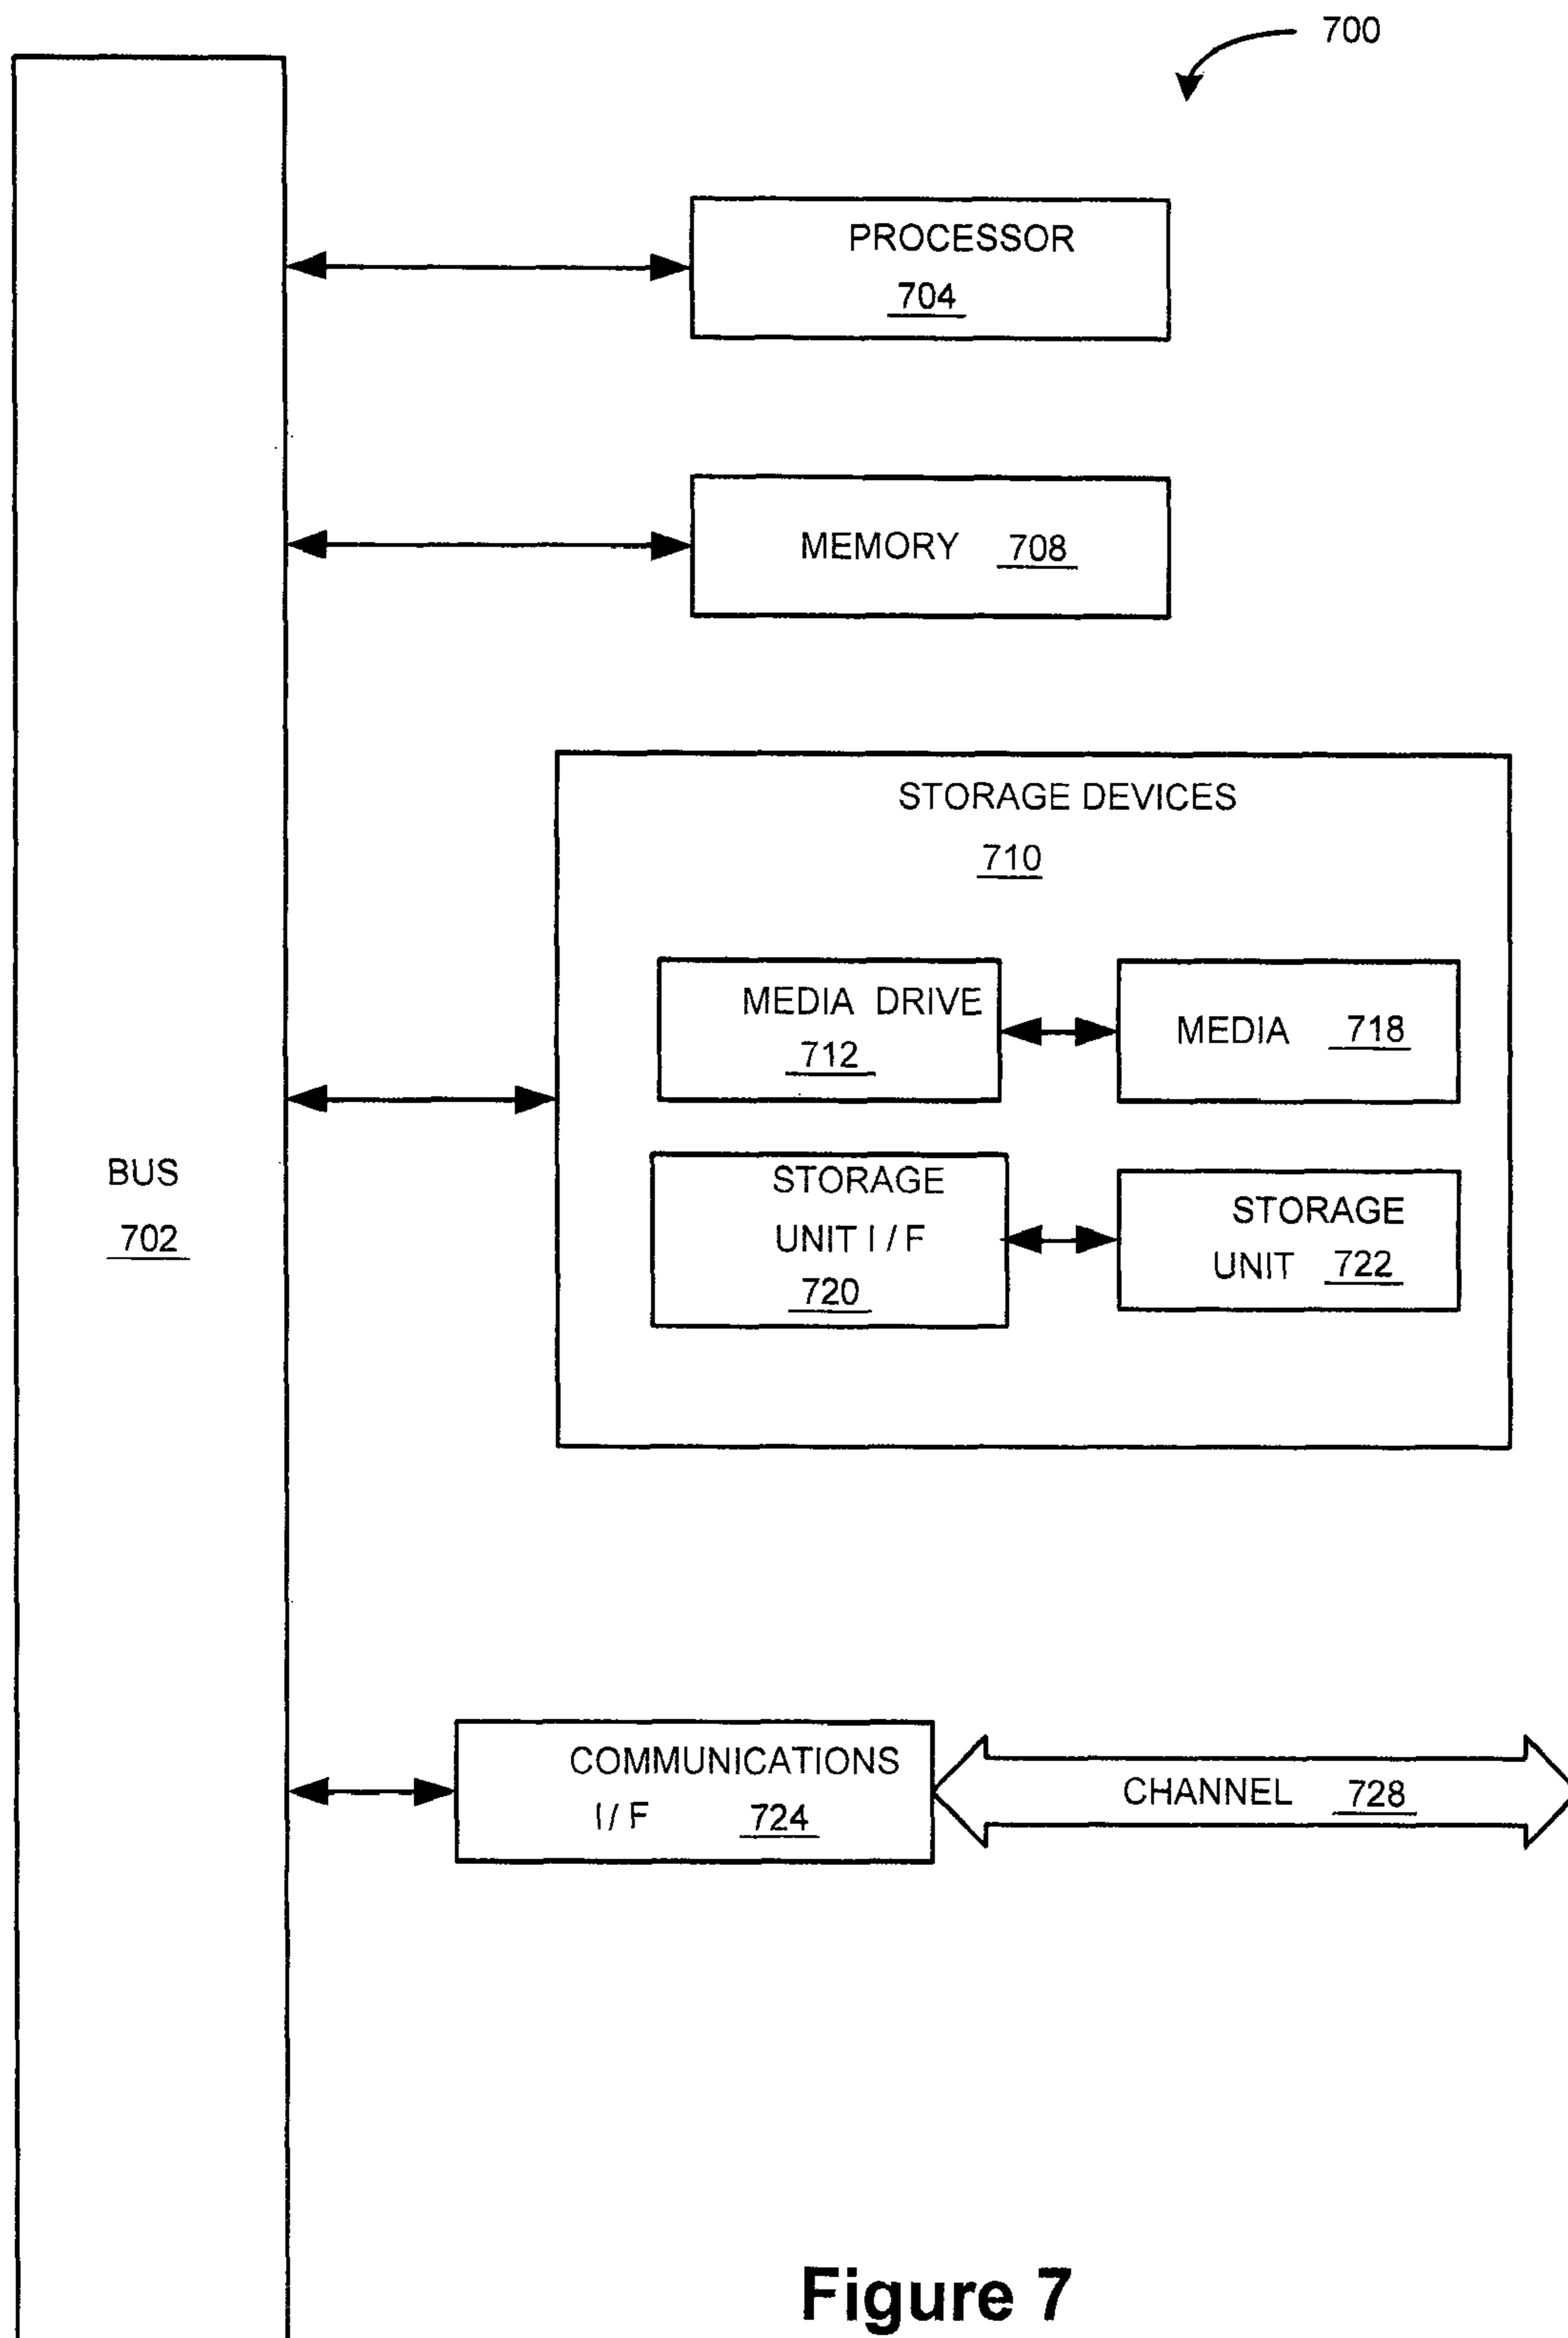 700
PROCESSOR
704
MEMORY 708
STORAGE DEVICES
710
MEDIA DRIVE
712
MEDIA 718
BUS
702
STORAGE
UNIT I / F
720
STORAGE
UNIT 722
COMMUNICATIONS
I / F 724
CHANNEL 728
Figure 7